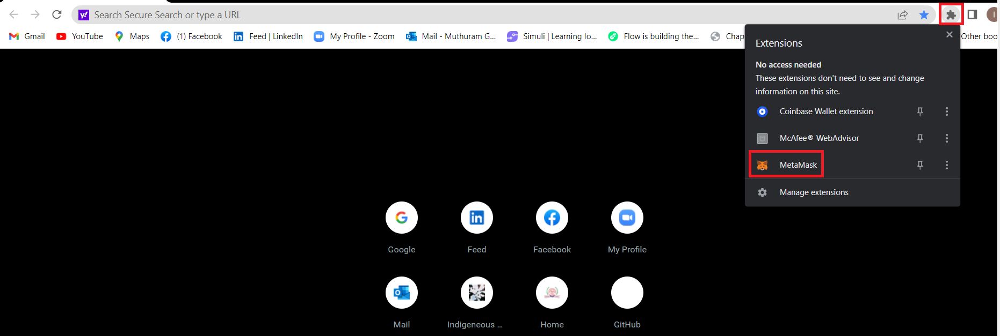 Search Secure Search or type a URL
Gmail YouTube Maps (1) Facebook Feed | LinkedIn My Profile - Zoom Mail - Muthuram G... Simuli | Learning lo... Flow is building the... Chap Other boo
Extensions
No access needed
These extensions don't need to see and change
information on this site.
Coinbase Wallet extension
McAfee® WebAdvisor
MetaMask
Manage extensions
Google Feed Facebook My Profile
Mail Indigeneous ... Home GitHub